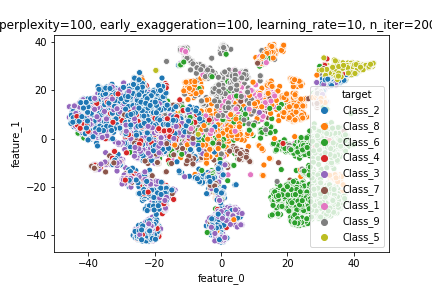 perplexity=100, early_exaggeration=100, learning_rate=10, n_iter=200
40
20
0
−20
−40
feature_1
−40
−20
0
20
40
feature_0
target
Class_2
Class_8
Class_6
Class_4
Class_3
Class_7
Class_1
Class_9
Class_5